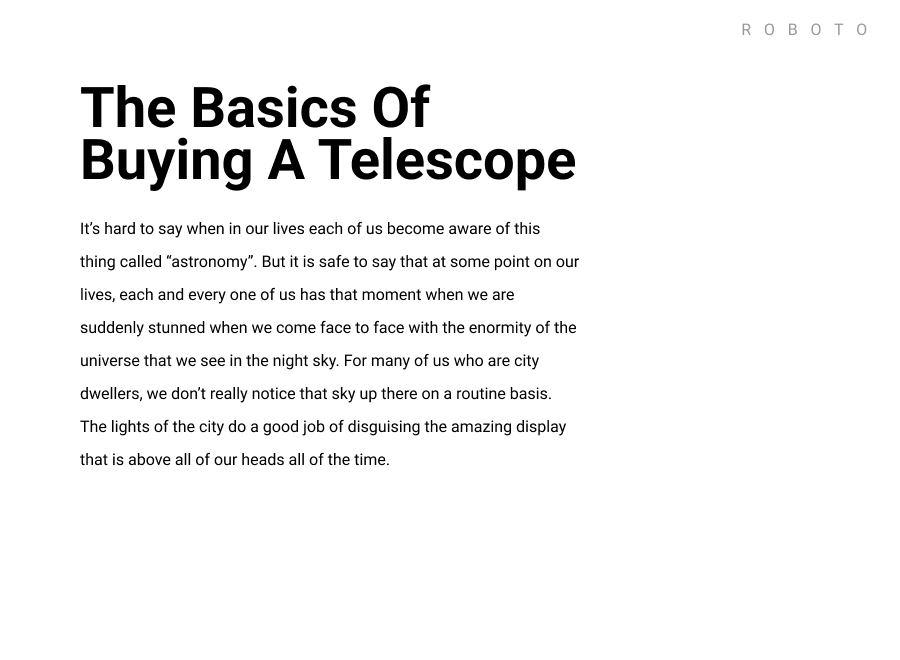 R O B O T O
The Basics Of
Buying A Telescope
It’s hard to say when in our lives each of us become aware of this
thing called “astronomy”. But it is safe to say that at some point on our
lives, each and every one of us has that moment when we are
suddenly stunned when we come face to face with the enormity of the
universe that we see in the night sky. For many of us who are city
dwellers, we don’t really notice that sky up there on a routine basis.
The lights of the city do a good job of disguising the amazing display
that is above all of our heads all of the time.